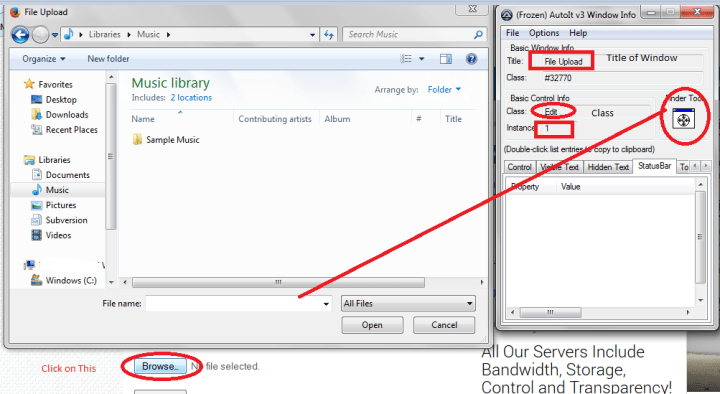 File Upload
Libraries
Music
Search Music
Organize
New folder
Favorites
Desktop
Downloads
Recent Places
Libraries
Documents
Music
Pictures
Subversion
Videos
Windows (C:)
Music library
Includes: 2 locations
Arrange by: Folder
Name Contributing artists Album # Title
Sample Music
File name:
All Files
Open Cancel
Click on This
Browse..
No file selected.
(Frozen) AutoIt v3 Window Info
File Options Help
Basic Window Info
Title: File Upload Title of Window
Class: #32770
Basic Control Info
Class: Edit Class
Instance 1
Finder Tool
(Double-click list entries to copy to clipboard)
Control Visible Text Hidden Text StatusBar To
Property Value
All Our Servers Include
Bandwidth, Storage,
Control and Transparency!